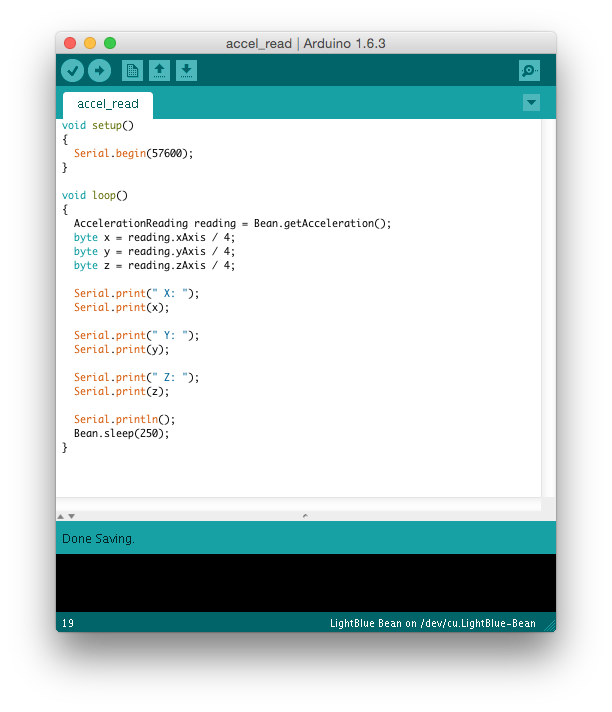 accel_read | Arduino 1.6.3
accel_read
void setup()
{
  Serial.begin(57600);
}

void loop()
{
  AccelerationReading reading = Bean.getAcceleration();
  byte x = reading.xAxis / 4;
  byte y = reading.yAxis / 4;
  byte z = reading.zAxis / 4;

  Serial.print(" X: ");
  Serial.print(x);

  Serial.print(" Y: ");
  Serial.print(y);

  Serial.print(" Z: ");
  Serial.print(z);

  Serial.println();
  Bean.sleep(250);
}
Done Saving.
19 LightBlue Bean on /dev/cu.LightBlue-Bean